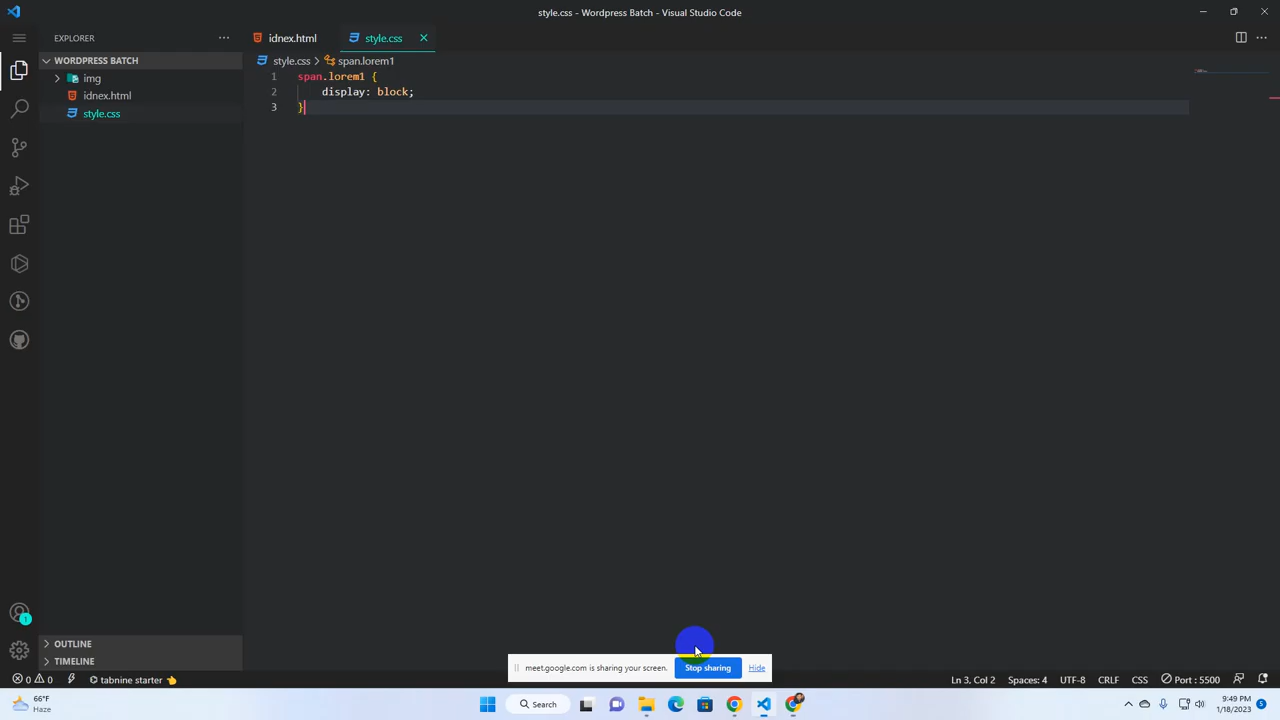 style.css - Wordpress Batch - Visual Studio Code
EXPLORER
idnex.html
style.css
WORDPRESS BATCH
style.css
span.lorem1
img
idnex.html
style.css
1 span.lorem1 {
2 display: block;
3 }
OUTLINE
TIMELINE
meet.google.com is sharing your screen.
Stop sharing
Hide
1
0
0
tabnine starter
Ln 3, Col 2
Spaces: 4
UTF-8
CRLF
CSS
Port : 5500
66°F
Haze
Search
9:49 PM
1/18/2023
5